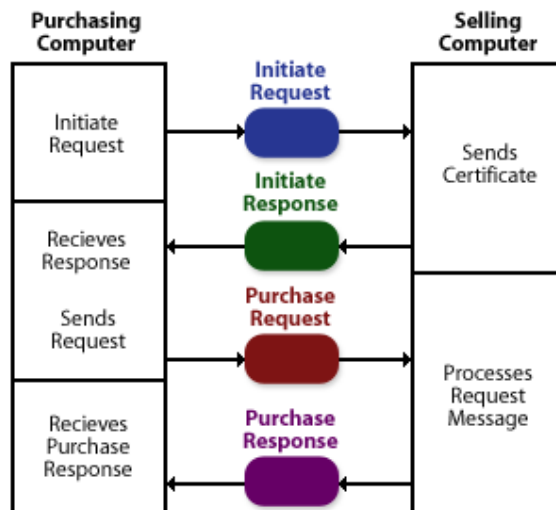 Purchasing
Computer
Selling
Computer
Initiate
Request
Initiate
Request
Sends
Certificate
Initiate
Response
Recieves
Response
Purchase
Request
Sends
Request
Processes
Request
Message
Purchase
Response
Recieves
Purchase
Response